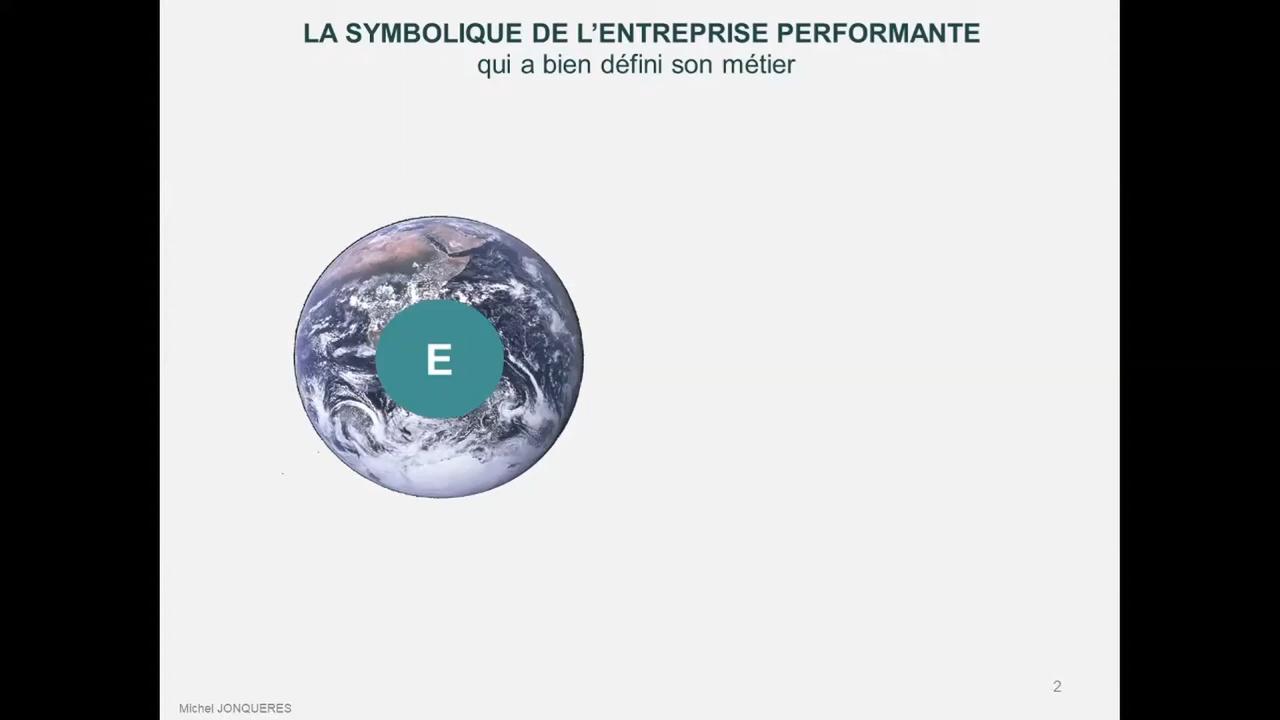 LA SYMBOLIQUE DE L’ENTREPRISE PERFORMANTE
qui a bien défini son métier
E
2
Michel JONQUERES